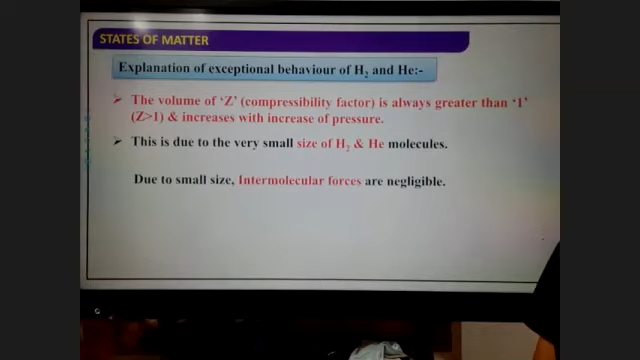 STATES OF MATTER
Explanation of exceptional behaviour of H₂ and He:-
➤ The volume of ‘Z’ (compressibility factor) is always greater than ‘1’
(Z>1) & increases with increase of pressure.
➤ This is due to the very small size of H₂ & He molecules.
Due to small size, Intermolecular forces are negligible.